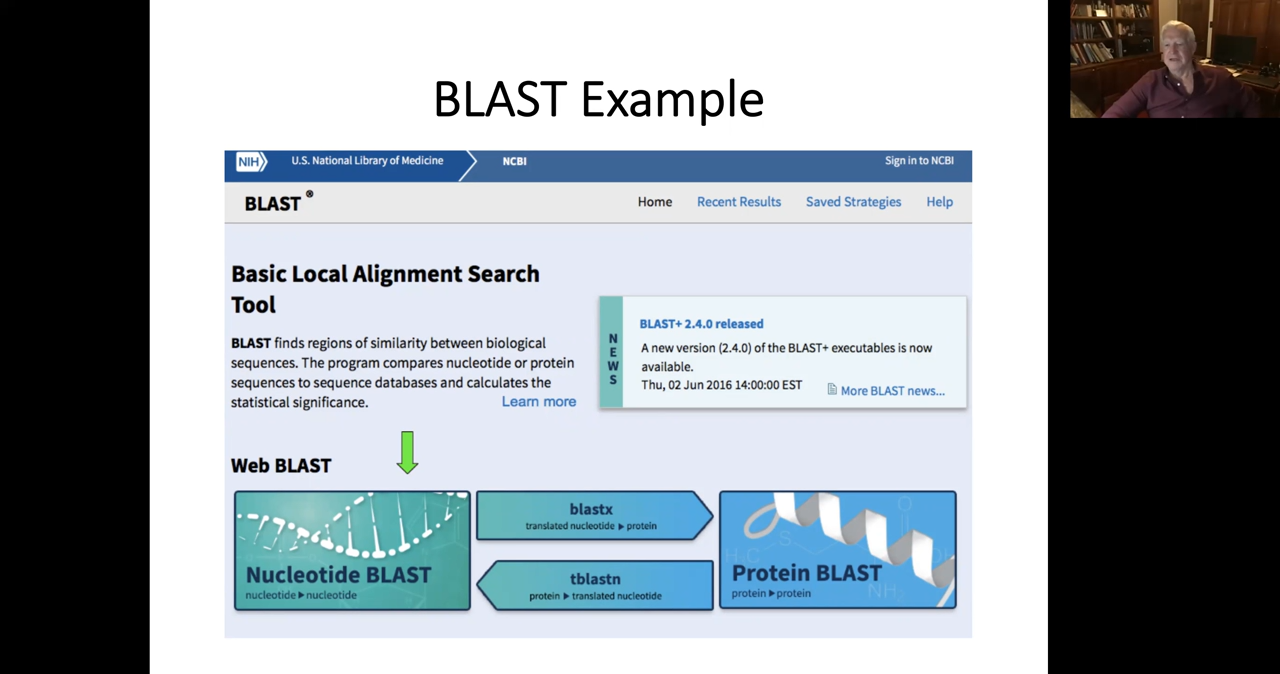 BLAST Example
NIH U.S. National Library of Medicine NCBI Sign in to NCBI
BLAST ® Home Recent Results Saved Strategies Help
Basic Local Alignment Search
Tool
BLAST finds regions of similarity between biological
sequences. The program compares nucleotide or protein
sequences to sequence databases and calculates the
statistical significance. Learn more
NEWS
BLAST+ 2.4.0 released
A new version (2.4.0) of the BLAST+ executables is now
available.
Thu, 02 Jun 2016 14:00:00 EST
More BLAST news...
Web BLAST
Nucleotide BLAST
nucleotide ▶ nucleotide
blastx
translated nucleotide ▶ protein
tblastn
protein ▶ translated nucleotide
Protein BLAST
protein ▶ protein